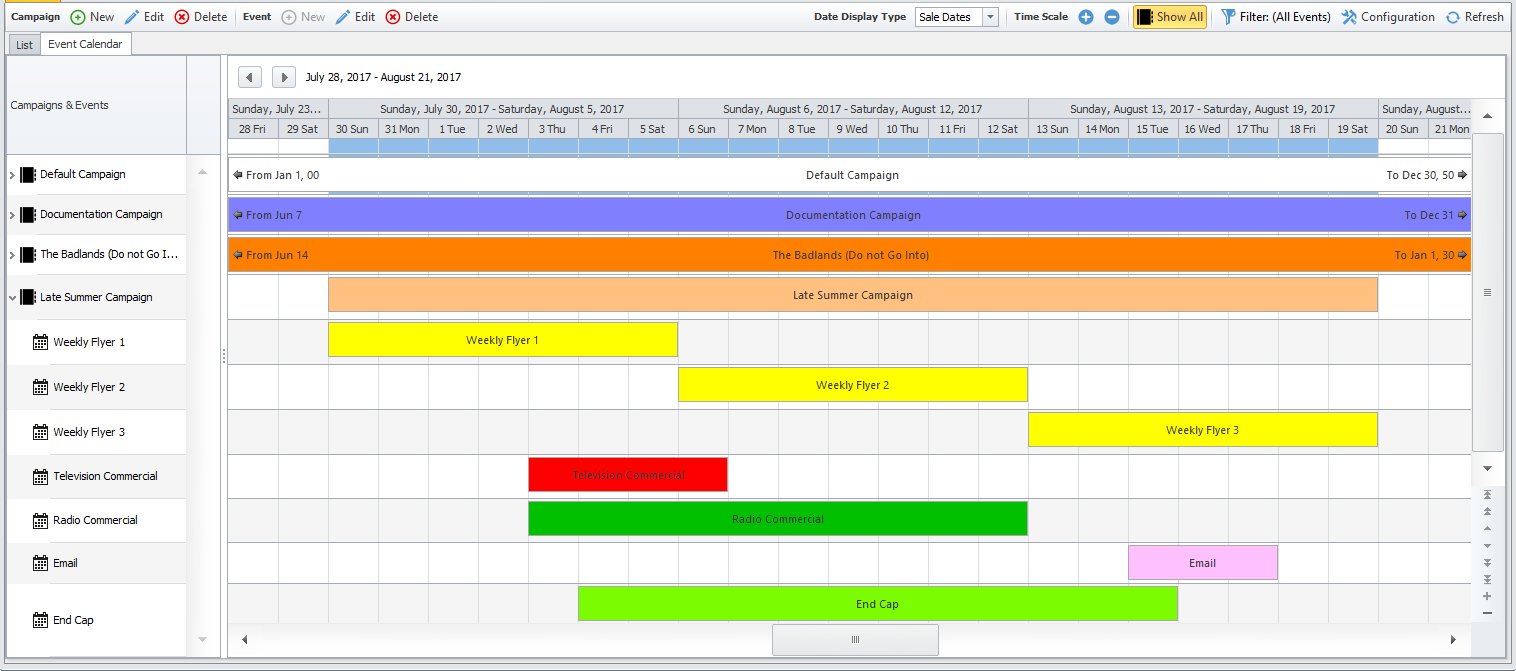 Campaign New Edit Delete Event New Edit Delete Date Display Type Sale Dates Time Scale Show All Filter: (All Events) Configuration Refresh
List Event Calendar
July 28, 2017 - August 21, 2017
Campaigns & Events
Sunday, July 23... Sunday, July 30, 2017 - Saturday, August 5, 2017 Sunday, August 6, 2017 - Saturday, August 12, 2017 Sunday, August 13, 2017 - Saturday, August 19, 2017 Sunday, August...
28 Fri 29 Sat 30 Sun 31 Mon 1 Tue 2 Wed 3 Thu 4 Fri 5 Sat 6 Sun 7 Mon 8 Tue 9 Wed 10 Thu 11 Fri 12 Sat 13 Sun 14 Mon 15 Tue 16 Wed 17 Thu 18 Fri 19 Sat 20 Sun 21 Mon
Default Campaign From Jan 1, 00 Default Campaign To Dec 30, 50
Documentation Campaign From Jun 7 Documentation Campaign To Dec 31
The Badlands (Do not Go I... From Jun 14 The Badlands (Do not Go Into) To Jan 1, 30
Late Summer Campaign Late Summer Campaign
Weekly Flyer 1 Weekly Flyer 1
Weekly Flyer 2 Weekly Flyer 2
Weekly Flyer 3 Weekly Flyer 3
Television Commercial Television Commercial
Radio Commercial Radio Commercial
Email Email
End Cap End Cap